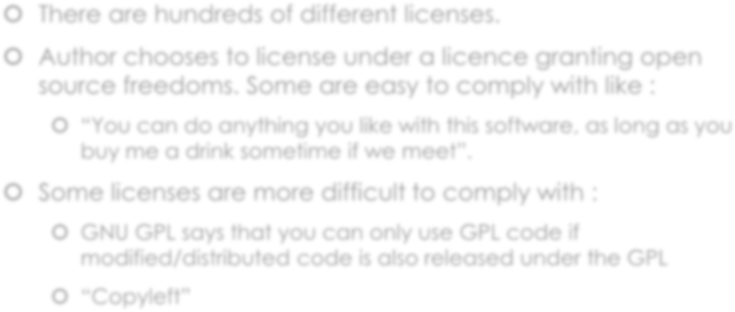 There are hundreds of different licenses.
Author chooses to license under a licence granting open
source freedoms. Some are easy to comply with like :
“You can do anything you like with this software, as long as you
buy me a drink sometime if we meet”.
Some licenses are more difficult to comply with :
GNU GPL says that you can only use GPL code if
modified/distributed code is also released under the GPL
“Copyleft”